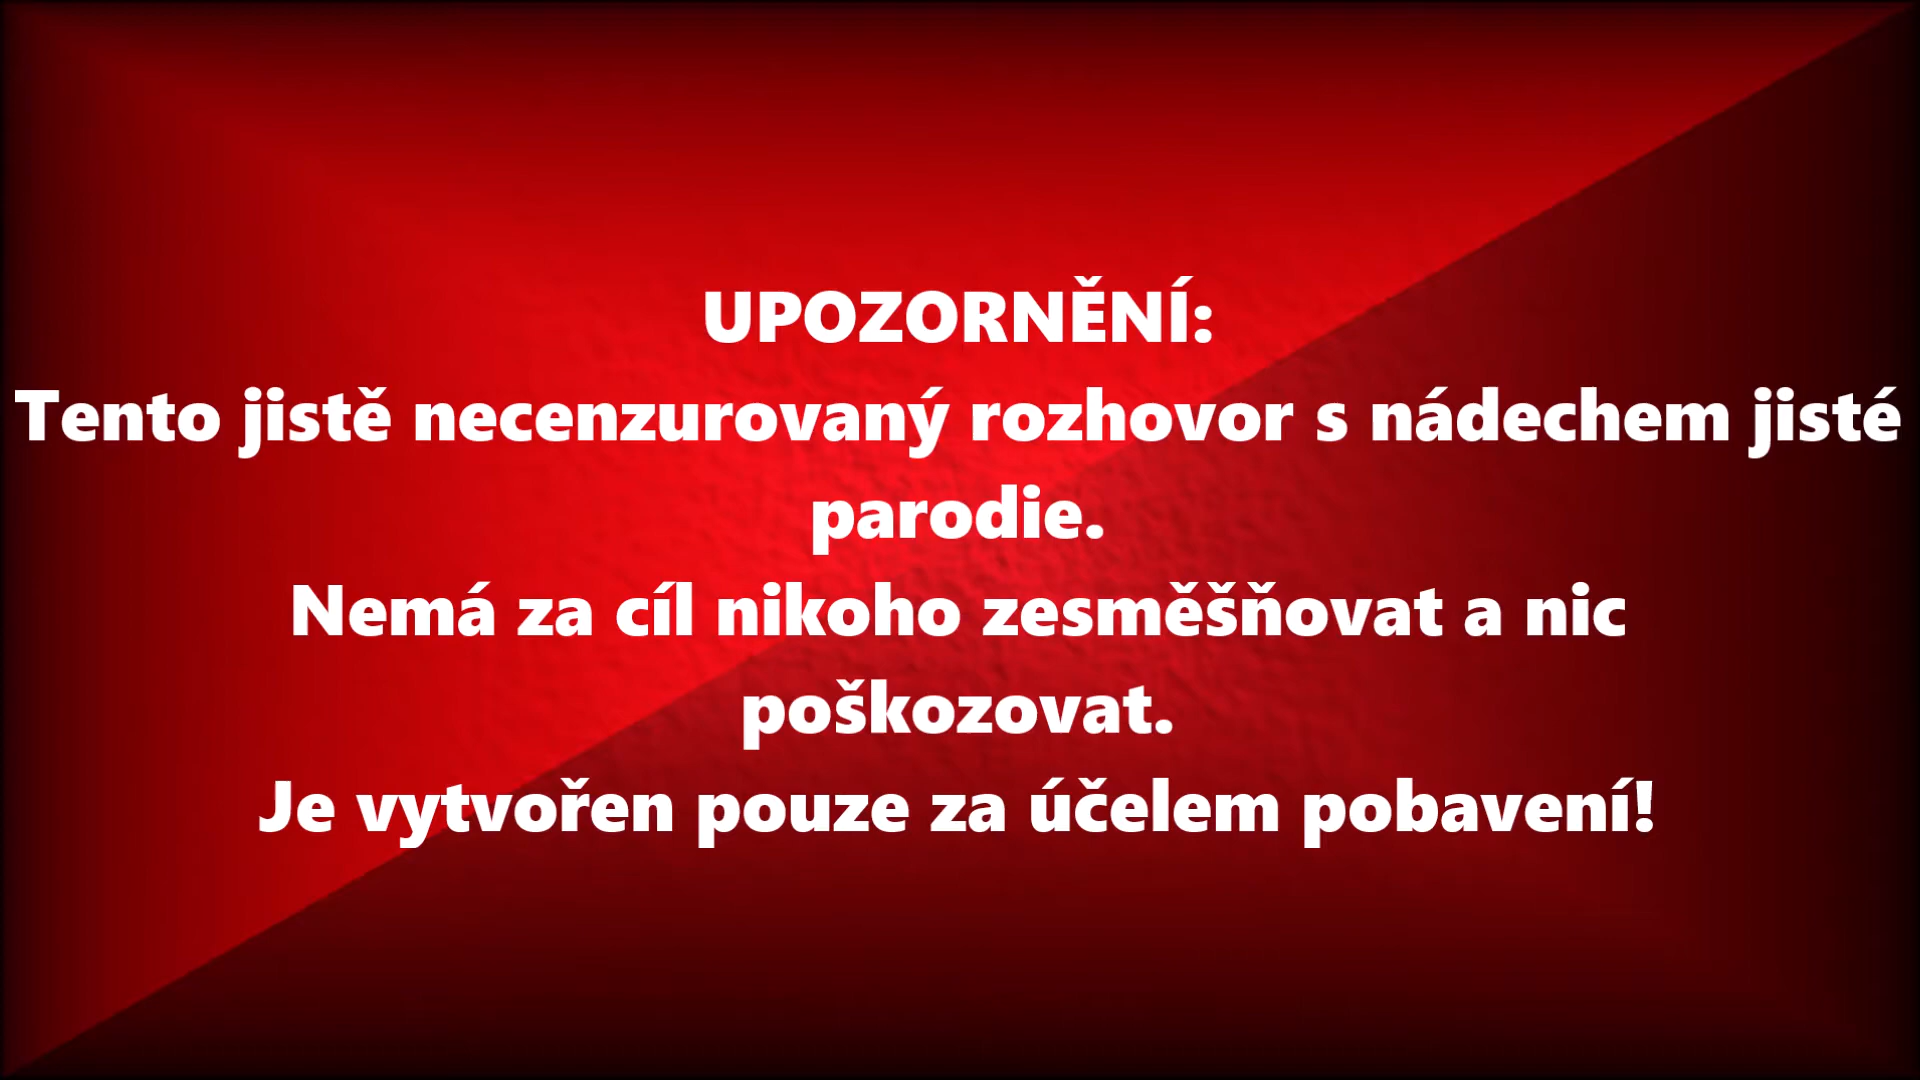 UPOZORNĚNÍ:
Tento jistě necenzurovaný rozhovor s nádechem jisté
parodie.
Nemá za cíl nikoho zesměšňovat a nic
poškozovat.
Je vytvořen pouze za účelem pobavení!